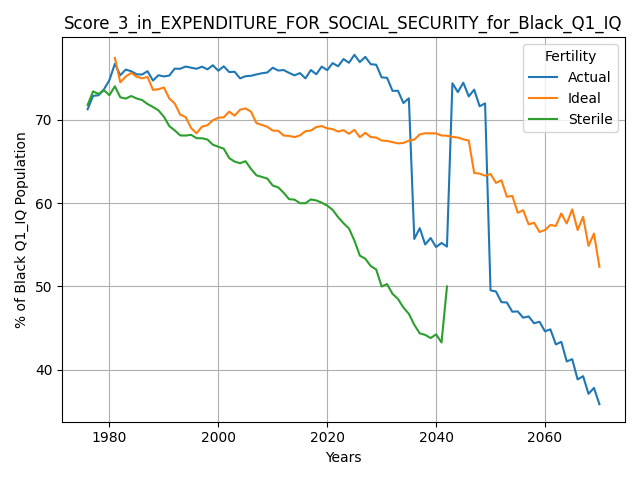 Score_3_in_EXPENDITURE_FOR_SOCIAL_SECURITY_for_Black_Q1_IQ
Fertility
Actual
Ideal
Sterile
% of Black Q1_IQ Population
70
60
50
40
1980
2000
2020
2040
2060
Years